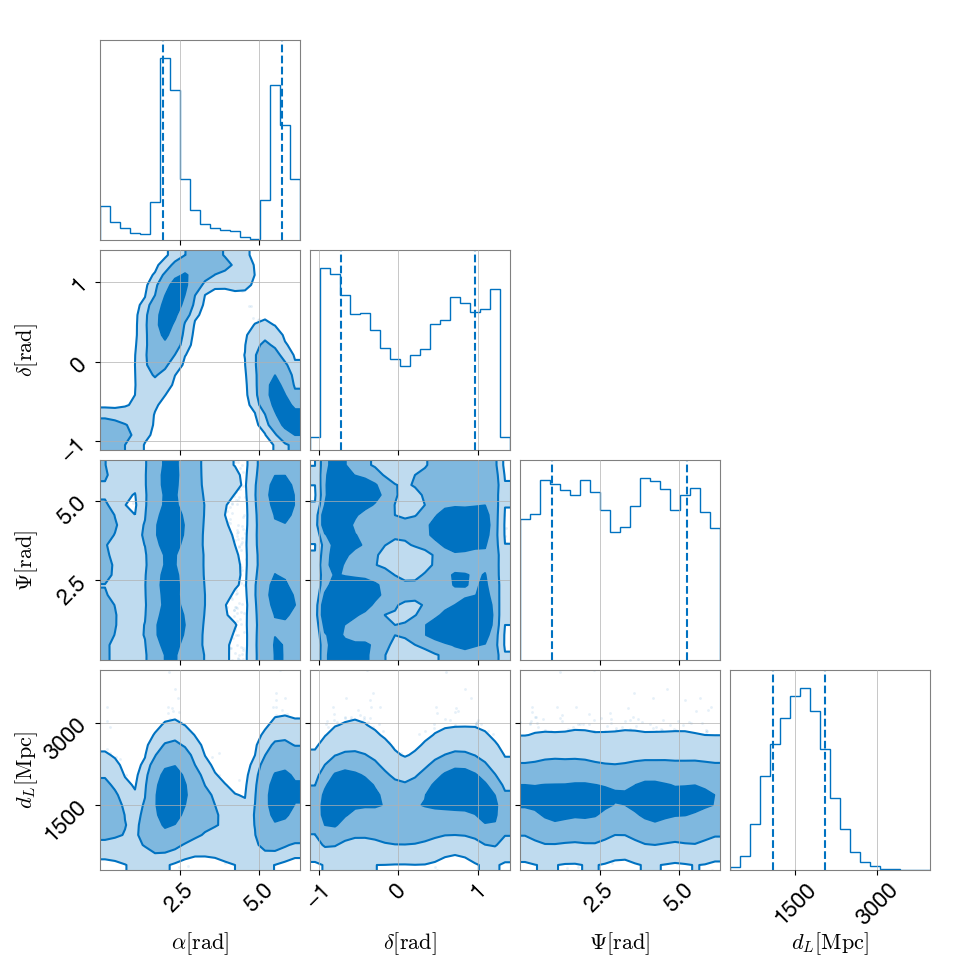 1
0
−1
δ[rad]
5.0
2.5
Ψ[rad]
3000
1500
d_L[Mpc]
2.5 5.0
−1 0 1
2.5 5.0
1500 3000
α[rad] δ[rad] Ψ[rad] d_L[Mpc]